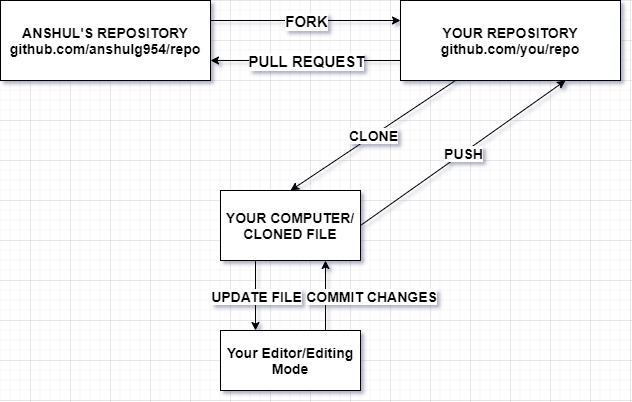 ANSHUL'S REPOSITORY
github.com/anshulg954/repo
FORK
YOUR REPOSITORY
github.com/you/repo
PULL REQUEST
CLONE
PUSH
YOUR COMPUTER/
CLONED FILE
UPDATE FILE
COMMIT CHANGES
Your Editor/Editing
Mode